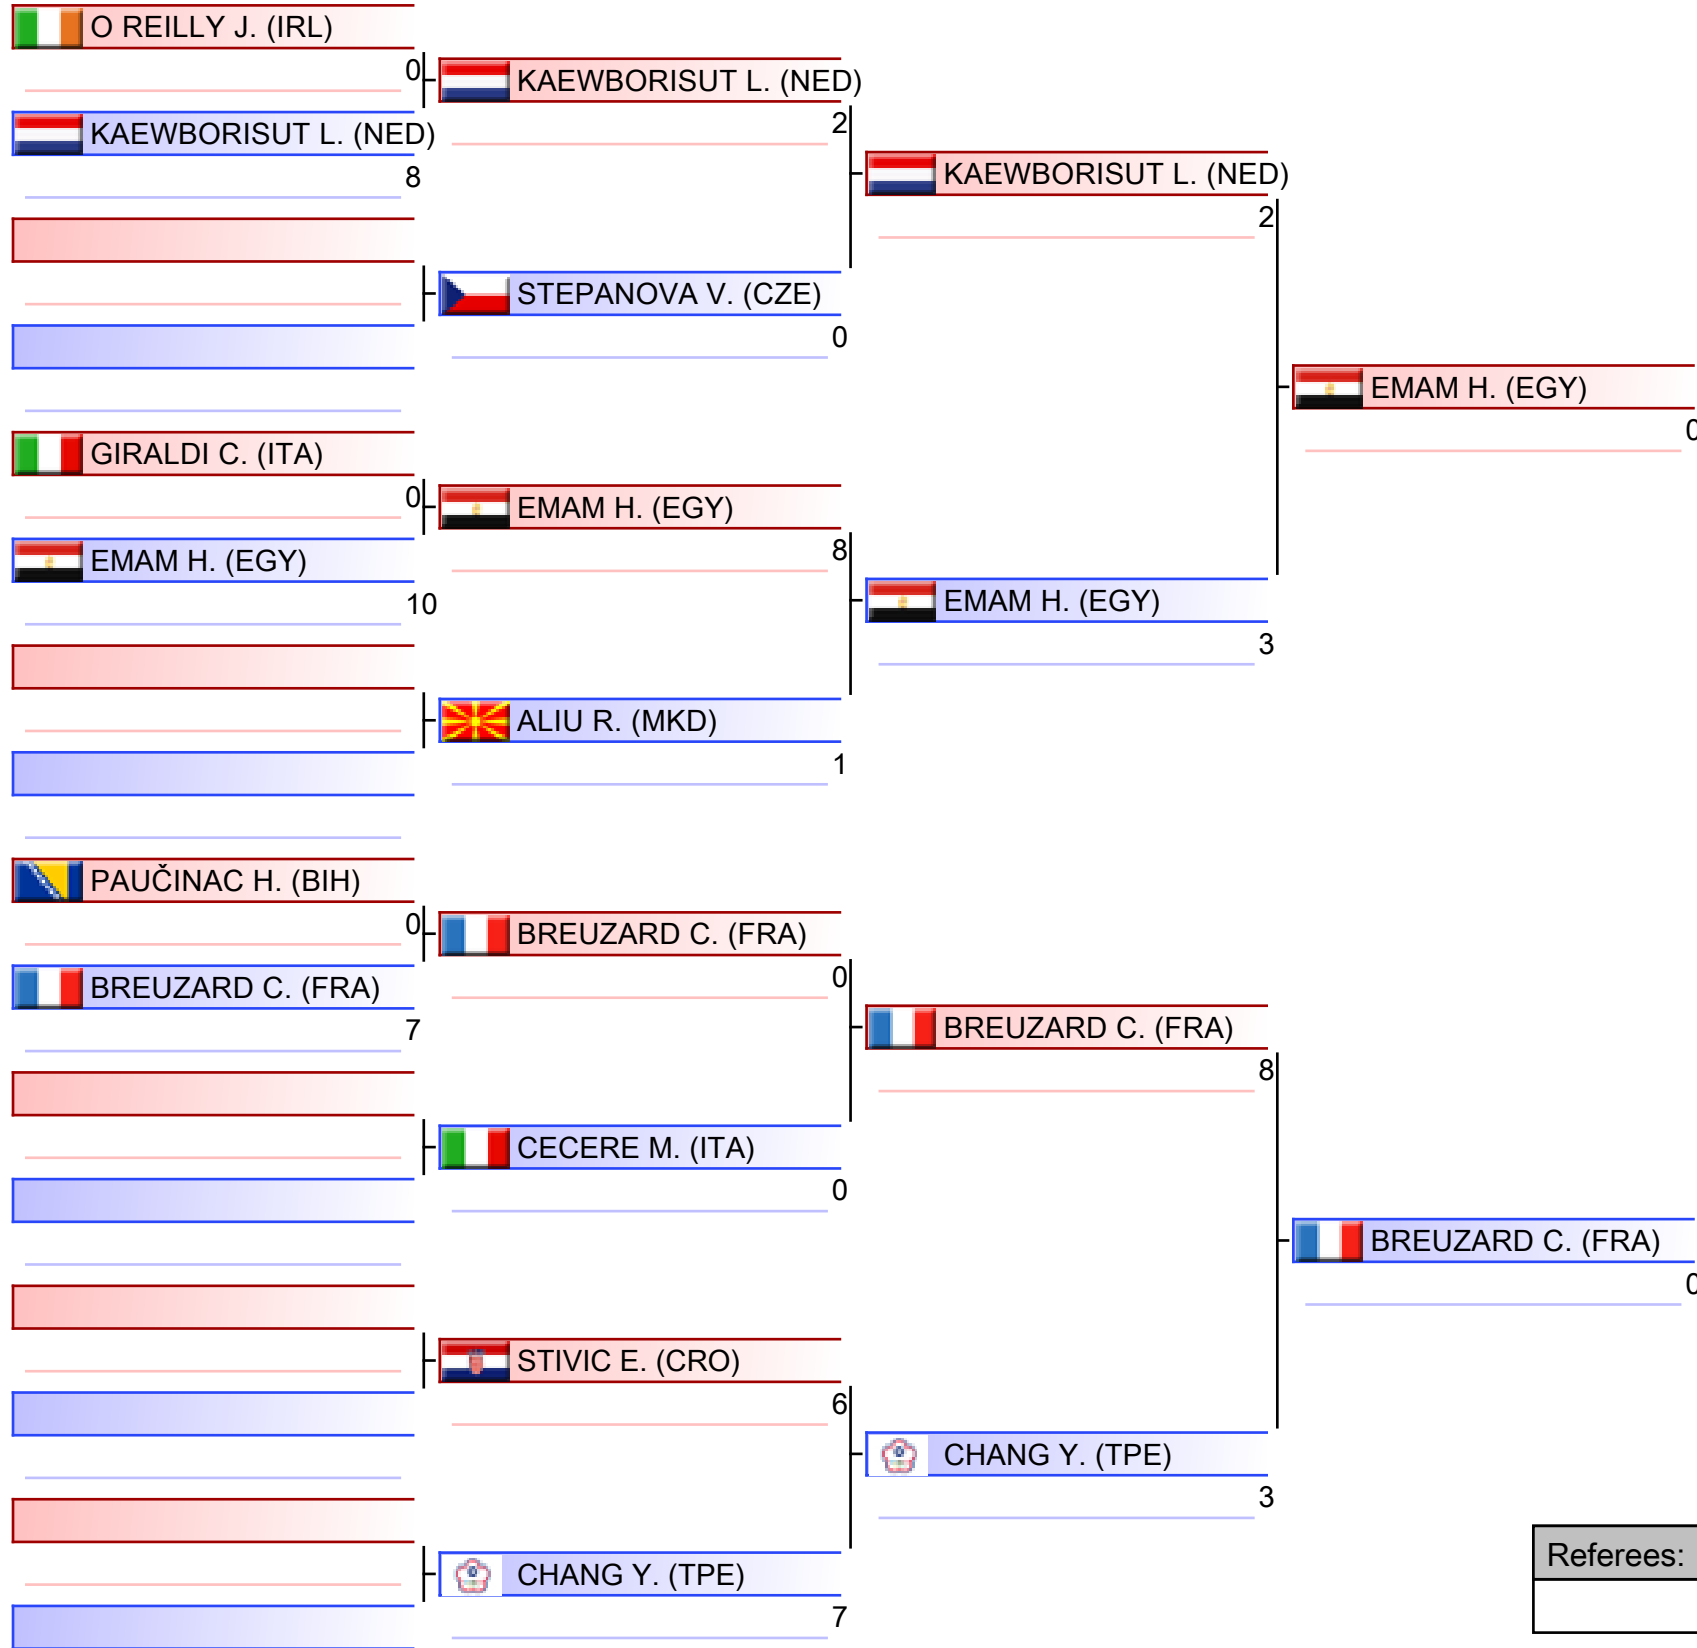 O REILLY J. (IRL)
0
KAEWBORISUT L. (NED)
8
GIRALDI C. (ITA)
0
EMAM H. (EGY)
10
PAUČINAC H. (BIH)
0
BREUZARD C. (FRA)
7
KAEWBORISUT L. (NED)
2
STEPANOVA V. (CZE)
0
EMAM H. (EGY)
8
ALIU R. (MKD)
1
BREUZARD C. (FRA)
0
CECERE M. (ITA)
0
STIVIC E. (CRO)
6
CHANG Y. (TPE)
7
KAEWBORISUT L. (NED)
2
EMAM H. (EGY)
3
BREUZARD C. (FRA)
8
CHANG Y. (TPE)
3
EMAM H. (EGY)
0
BREUZARD C. (FRA)
0
Referees: